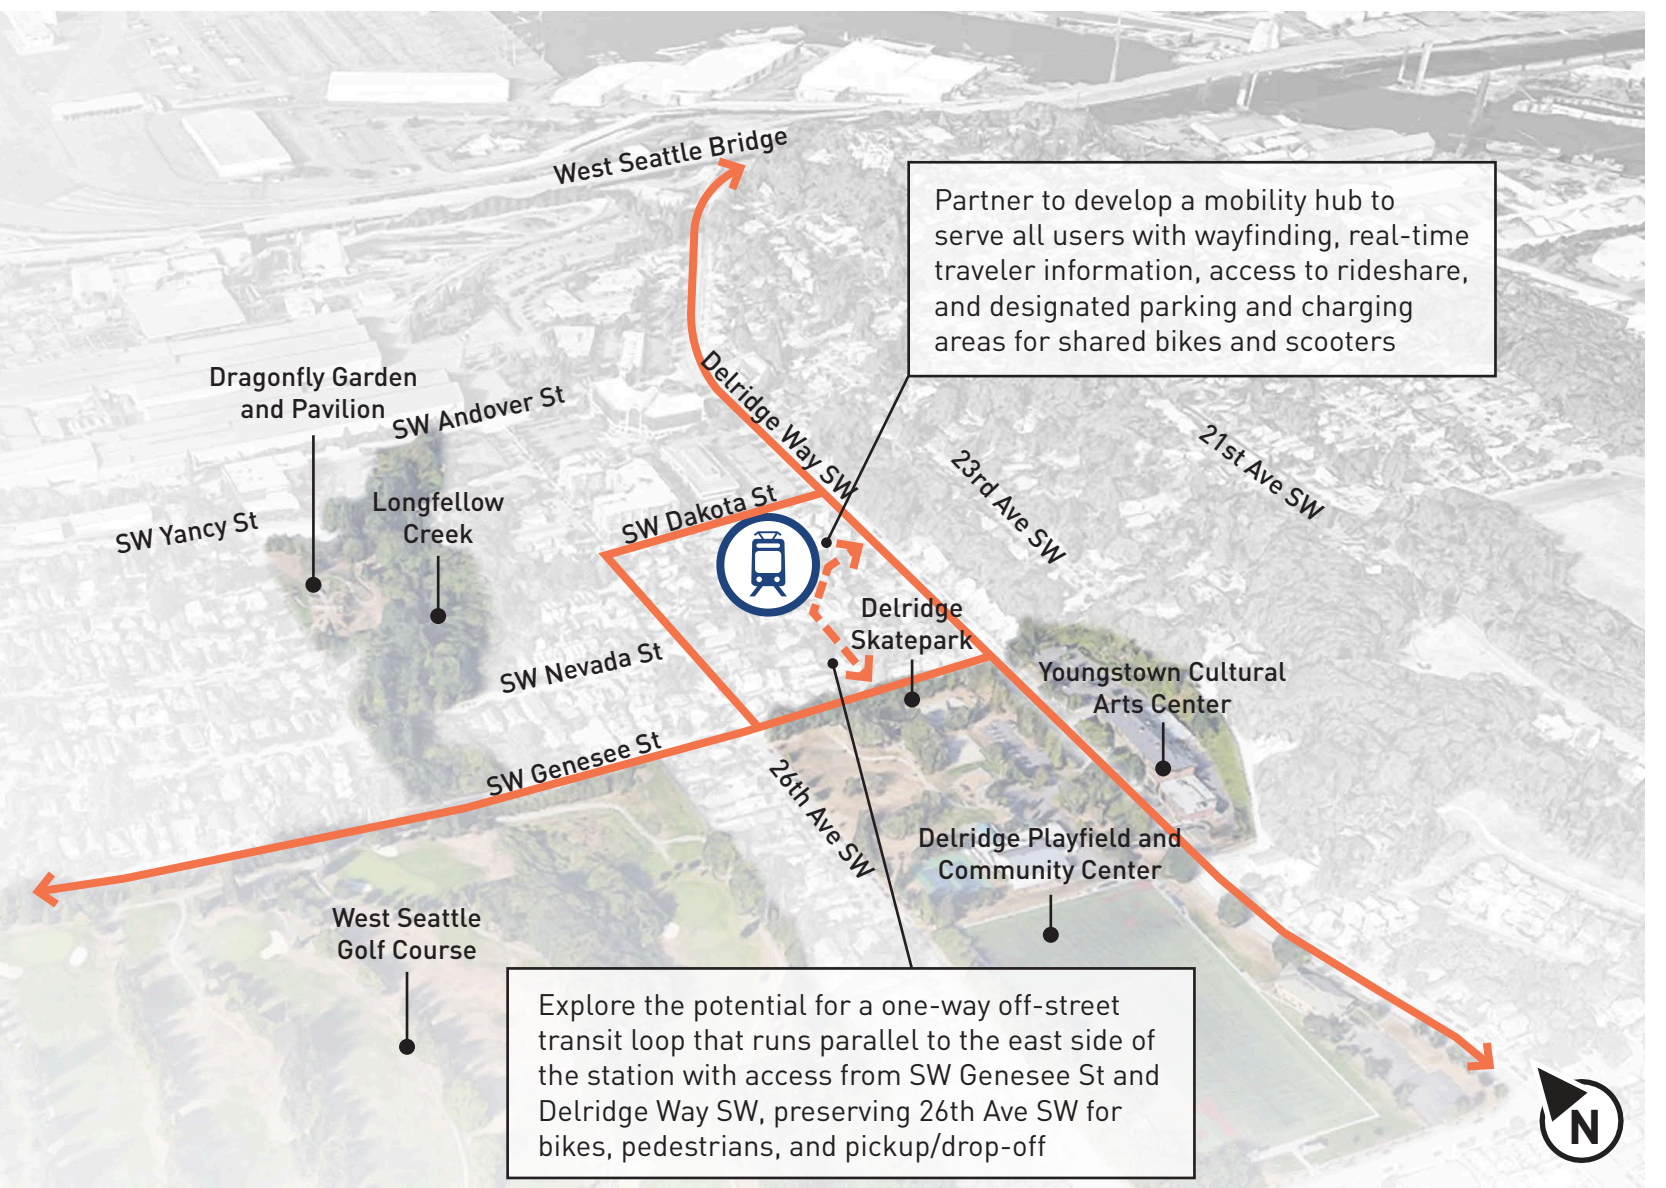 West Seattle Bridge
Partner to develop a mobility hub to
serve all users with wayfinding, real-time
traveler information, access to rideshare,
and designated parking and charging
areas for shared bikes and scooters
Dragonfly Garden
and Pavilion
SW Andover St
Delridge Way SW
21st Ave SW
23rd Ave SW
Longfellow
Creek
SW Yancy St
SW Dakota St
Delridge
Skatepark
SW Nevada St
Youngstown Cultural
Arts Center
SW Genesee St
26th Ave SW
Delridge Playfield and
Community Center
West Seattle
Golf Course
Explore the potential for a one-way off-street
transit loop that runs parallel to the east side of
the station with access from SW Genesee St and
Delridge Way SW, preserving 26th Ave SW for
bikes, pedestrians, and pickup/drop-off
N